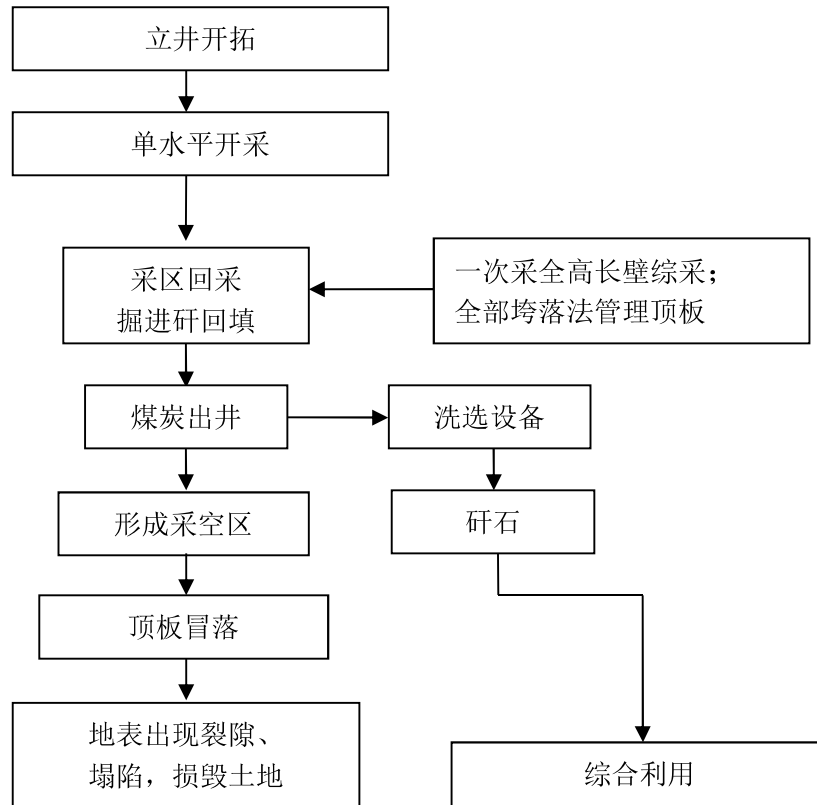 立井开拓
单水平开采
采区回采
掘进矸回填
一次采全高长壁综采；
全部垮落法管理顶板
煤炭出井
洗选设备
形成采空区
矸石
顶板冒落
地表出现裂隙、
塌陷，损毁土地
综合利用